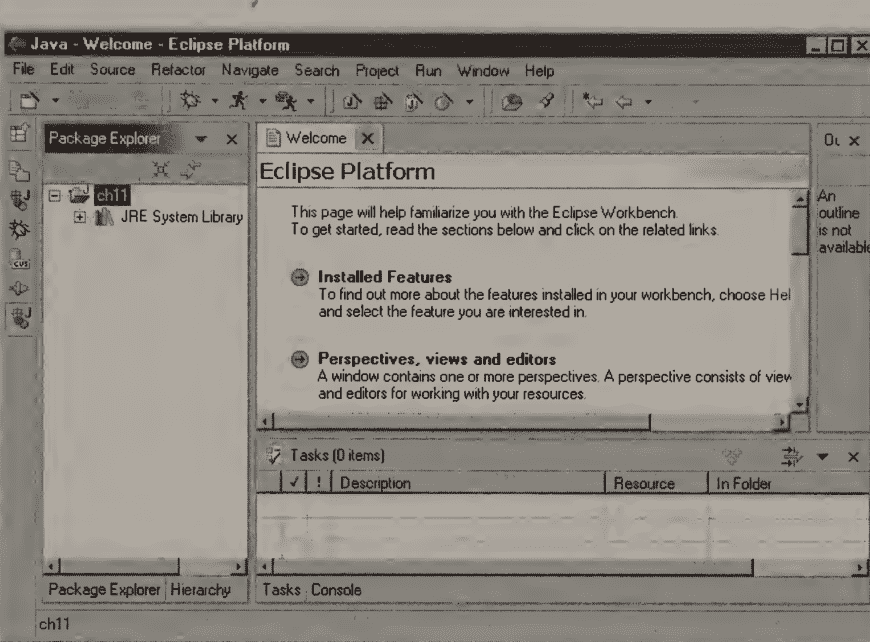 Java - Welcome - Eclipse Platform
File Edit Source Refactor Navigate Search Project Run Window Help
Package Explorer
Welcome
Ou
Eclipse Platform
ch11
JRE System Library
This page will help familiarize you with the Eclipse Workbench.
To get started, read the sections below and click on the related links.
An
outline
is not
available
Installed Features
To find out more about the features installed in your workbench, choose Hel
and select the feature you are interested in.
Perspectives, views and editors
A window contains one or more perspectives. A perspective consists of view
and editors for working with your resources.
Tasks (0 items)
✓ ! Description Resource In Folder
Package Explorer Hierarchy
Tasks Console
ch11